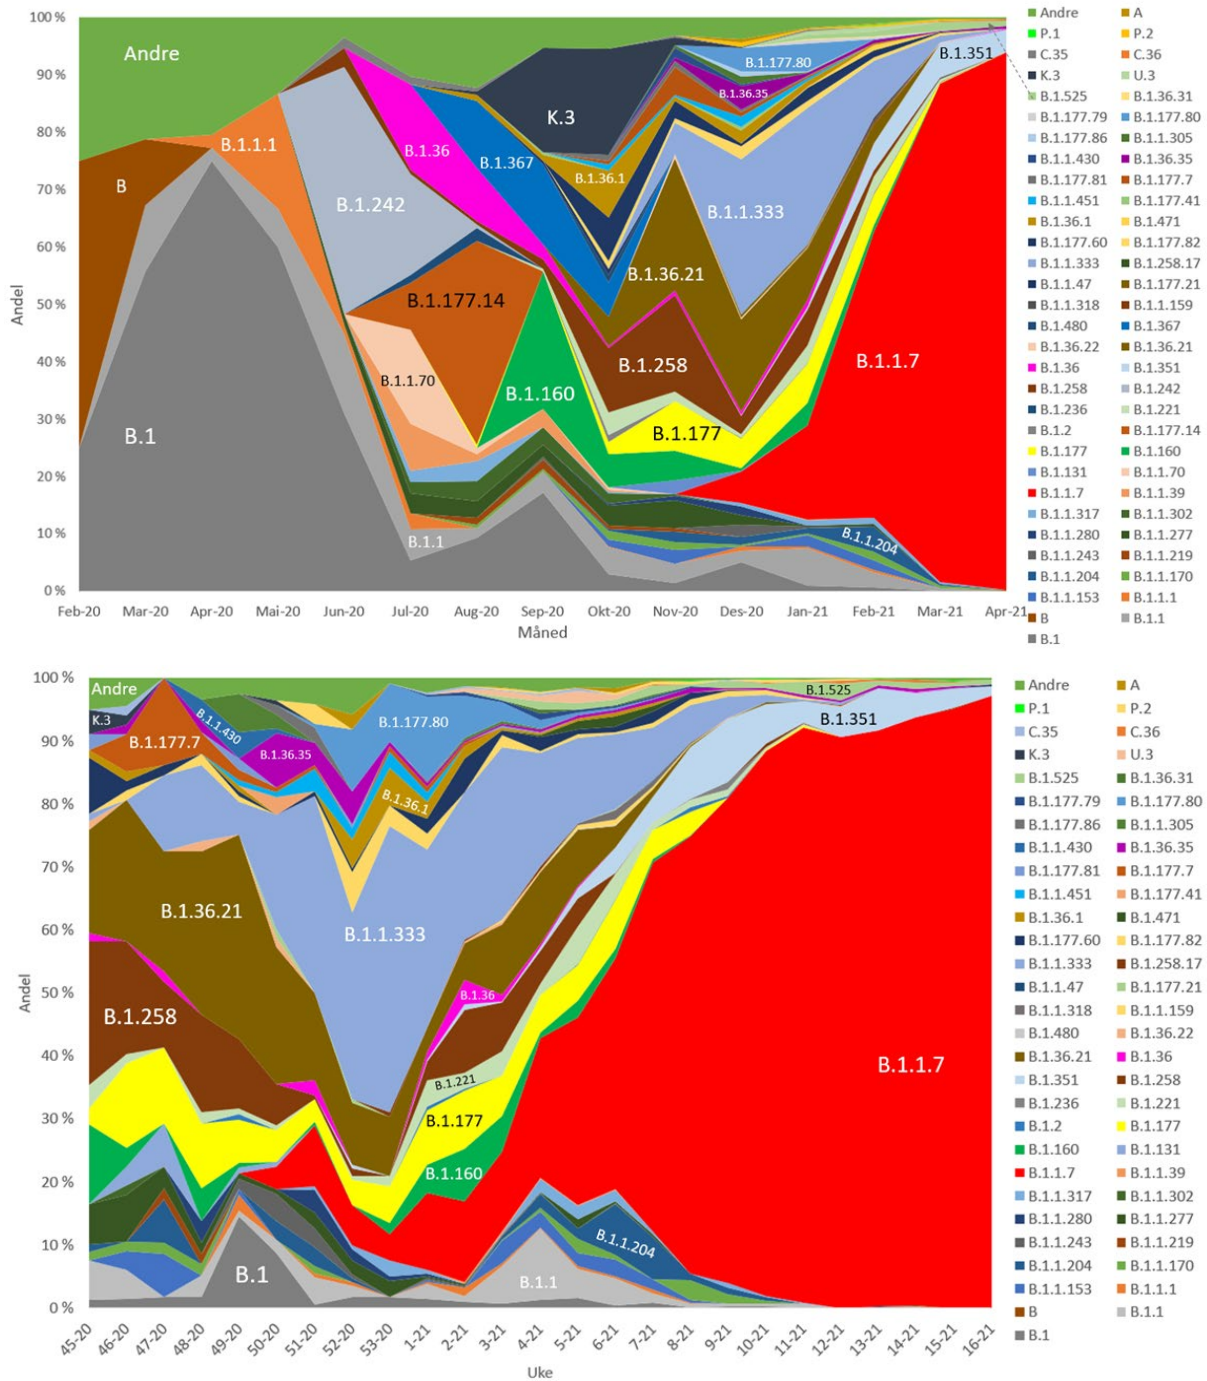 100 %
90 %
80 %
70 %
60 %
50 %
40 %
30 %
20 %
10 %
0 %
Andel
Andre
B
B.1
B.1.1.1
B.1.242
B.1.36
B.1.367
K.3
B.1.36.1
B.1.177.80
B.1.36.35
B.1.351
B.1.1.333
B.1.36.21
B.1.177.14
B.1.1.70
B.1.160
B.1.258
B.1.177
B.1.1.7
B.1.1
B.1.1.204
Feb-20 Mar-20 Apr-20 Mai-20 Jun-20 Jul-20 Aug-20 Sep-20 Okt-20 Nov-20 Des-20 Jan-21 Feb-21 Mar-21 Apr-21
Måned
Andre A
P.1 P.2
C.35 C.36
K.3 U.3
B.1.525 B.1.36.31
B.1.177.79 B.1.177.80
B.1.177.86 B.1.1.305
B.1.1.430 B.1.36.35
B.1.177.81 B.1.177.7
B.1.1.451 B.1.177.41
B.1.36.1 B.1.471
B.1.177.60 B.1.177.82
B.1.1.333 B.1.258.17
B.1.1.47 B.1.177.21
B.1.1.318 B.1.1.159
B.1.480 B.1.367
B.1.36.22 B.1.36.21
B.1.36 B.1.351
B.1.258 B.1.242
B.1.236 B.1.221
B.1.2 B.1.177.14
B.1.177 B.1.160
B.1.131 B.1.1.70
B.1.1.7 B.1.1.39
B.1.1.317 B.1.1.302
B.1.1.280 B.1.1.277
B.1.1.243 B.1.1.219
B.1.1.204 B.1.1.170
B.1.1.153 B.1.1.1
B B.1.1
B.1
100 %
90 %
80 %
70 %
60 %
50 %
40 %
30 %
20 %
10 %
0 %
Andel
Andre
K.3
B.1.177.7
B.1.1.430
B.1.36.35
B.1.177.80
B.1.36.1
B.1.525
B.1.351
B.1.36.21
B.1.1.333
B.1.258
B.1.36
B.1.221
B.1.177
B.1.160
B.1.1.7
B.1
B.1.1
B.1.1.204
45-20 46-20 47-20 48-20 49-20 50-20 51-20 52-20 53-20 1-21 2-21 3-21 4-21 5-21 6-21 7-21 8-21 9-21 10-21 11-21 12-21 13-21 14-21 15-21 16-21
Uke
Andre A
P.1 P.2
C.35 C.36
K.3 U.3
B.1.525 B.1.36.31
B.1.177.79 B.1.177.80
B.1.177.86 B.1.1.305
B.1.1.430 B.1.36.35
B.1.177.81 B.1.177.7
B.1.1.451 B.1.177.41
B.1.36.1 B.1.471
B.1.177.60 B.1.177.82
B.1.1.333 B.1.258.17
B.1.1.47 B.1.177.21
B.1.1.318 B.1.1.159
B.1.480 B.1.36.22
B.1.36.21 B.1.36
B.1.351 B.1.258
B.1.236 B.1.221
B.1.2 B.1.177
B.1.160 B.1.131
B.1.1.7 B.1.1.39
B.1.1.317 B.1.1.302
B.1.1.280 B.1.1.277
B.1.1.243 B.1.1.219
B.1.1.204 B.1.1.170
B.1.1.153 B.1.1.1
B B.1.1
B.1